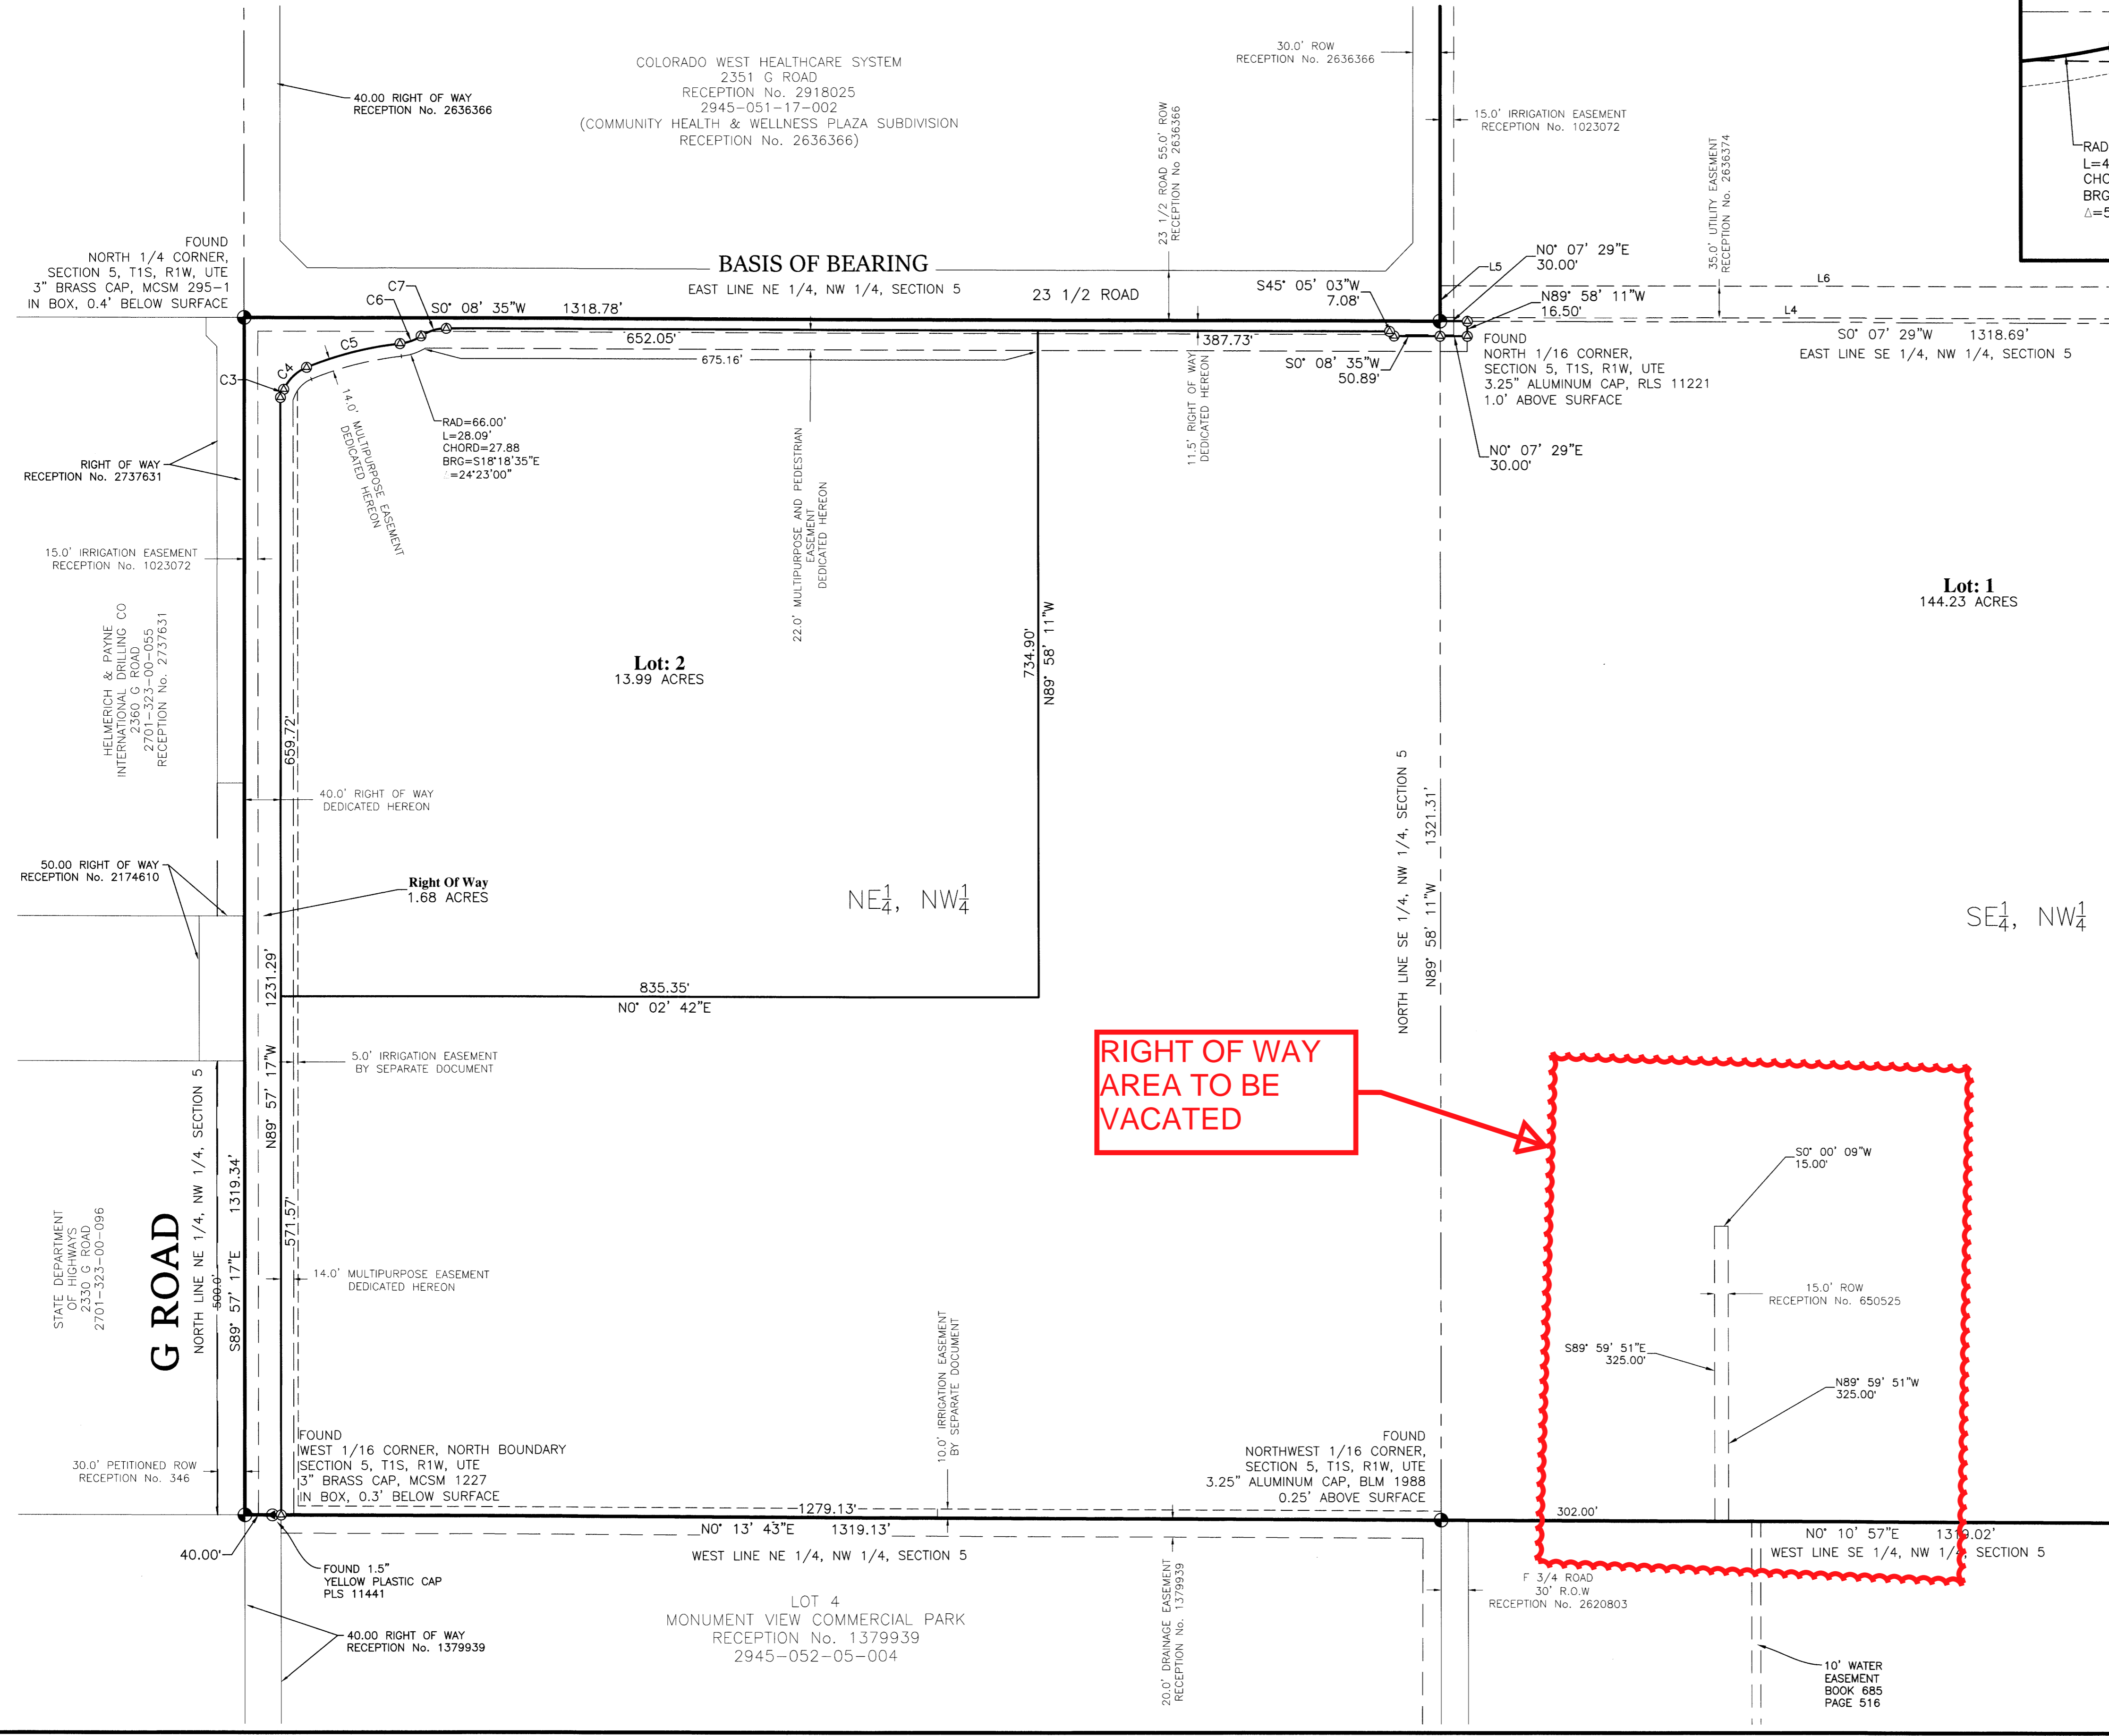 COLORADO WEST HEALTHCARE SYSTEM
2351 G ROAD
RECEPTION No. 2918025
2945-051-17-002
(COMMUNITY HEALTH & WELLNESS PLAZA SUBDIVISION
RECEPTION No. 2636366)
40.00 RIGHT OF WAY
RECEPTION No. 2636366
30.0' ROW
RECEPTION No. 2636366
15.0' IRRIGATION EASEMENT
RECEPTION No. 1023072
23 1/2 ROAD 55.0' ROW
RECEPTION No 2636366
35.0' UTILITY EASEMENT
RECEPTION No. 2636374
RAD
L=4
CHO
BRG
Δ=5
FOUND
NORTH 1/4 CORNER,
SECTION 5, T1S, R1W, UTE
3" BRASS CAP, MCSM 295-1
IN BOX, 0.4' BELOW SURFACE
BASIS OF BEARING
EAST LINE NE 1/4, NW 1/4, SECTION 5
23 1/2 ROAD
C7
C6
C5
C4
C3
S0° 08' 35"W 1318.78'
652.05'
675.16'
387.73'
S45° 05' 03"W
7.08'
L5
N0° 07' 29"E
30.00'
N89° 58' 11"W
16.50'
L6
L4
S0° 07' 29"W 1318.69'
EAST LINE SE 1/4, NW 1/4, SECTION 5
FOUND
NORTH 1/16 CORNER,
SECTION 5, T1S, R1W, UTE
3.25" ALUMINUM CAP, RLS 11221
1.0' ABOVE SURFACE
S0° 08' 35"W
50.89'
N0° 07' 29"E
30.00'
11.5' RIGHT OF WAY
DEDICATED HEREON
14.0' MULTIPURPOSE EASEMENT
DEDICATED HEREON
RAD=66.00'
L=28.09'
CHORD=27.88
BRG=S18°18'35"E
Δ=24°23'00"
22.0' MULTIPURPOSE AND PEDESTRIAN
EASEMENT
DEDICATED HEREON
RIGHT OF WAY
RECEPTION No. 2737631
15.0' IRRIGATION EASEMENT
RECEPTION No. 1023072
HELMERICH & PAYNE
INTERNATIONAL DRILLING CO
2360 G ROAD
2701-323-00-055
RECEPTION No. 2737631
Lot: 2
13.99 ACRES
Lot: 1
144.23 ACRES
734.90'
N89° 58' 11"W
659.72'
40.0' RIGHT OF WAY
DEDICATED HEREON
50.00 RIGHT OF WAY
RECEPTION No. 2174610
Right Of Way
1.68 ACRES
NE1/4, NW1/4
SE1/4, NW1/4
NORTH LINE SE 1/4, NW 1/4, SECTION 5
N89° 58' 11"W 1321.31'
835.35'
N0° 02' 42"E
N89° 57' 17"W 1231.29'
5.0' IRRIGATION EASEMENT
BY SEPARATE DOCUMENT
RIGHT OF WAY
AREA TO BE
VACATED
S0° 00' 09"W
15.00'
15.0' ROW
RECEPTION No. 650525
S89° 59' 51"E
325.00'
N89° 59' 51"W
325.00'
STATE DEPARTMENT
OF HIGHWAYS
2330 G ROAD
2701-323-00-096
G ROAD
NORTH LINE NE 1/4, NW 1/4, SECTION 5
500.0'
S89° 57' 17"E 1319.34'
571.57'
14.0' MULTIPURPOSE EASEMENT
DEDICATED HEREON
10.0' IRRIGATION EASEMENT
BY SEPARATE DOCUMENT
30.0' PETITIONED ROW
RECEPTION No. 346
FOUND
WEST 1/16 CORNER, NORTH BOUNDARY
SECTION 5, T1S, R1W, UTE
3" BRASS CAP, MCSM 1227
IN BOX, 0.3' BELOW SURFACE
FOUND
NORTHWEST 1/16 CORNER,
SECTION 5, T1S, R1W, UTE
3.25" ALUMINUM CAP, BLM 1988
0.25' ABOVE SURFACE
1279.13'
N0° 13' 43"E 1319.13'
WEST LINE NE 1/4, NW 1/4, SECTION 5
302.00'
N0° 10' 57"E 1319.02'
WEST LINE SE 1/4, NW 1/4, SECTION 5
40.00'
FOUND 1.5"
YELLOW PLASTIC CAP
PLS 11441
LOT 4
MONUMENT VIEW COMMERCIAL PARK
RECEPTION No. 1379939
2945-052-05-004
40.00 RIGHT OF WAY
RECEPTION No. 1379939
20.0' DRAINAGE EASEMENT
RECEPTION No. 1379939
F 3/4 ROAD
30' R.O.W
RECEPTION No. 2620803
10' WATER
EASEMENT
BOOK 685
PAGE 516